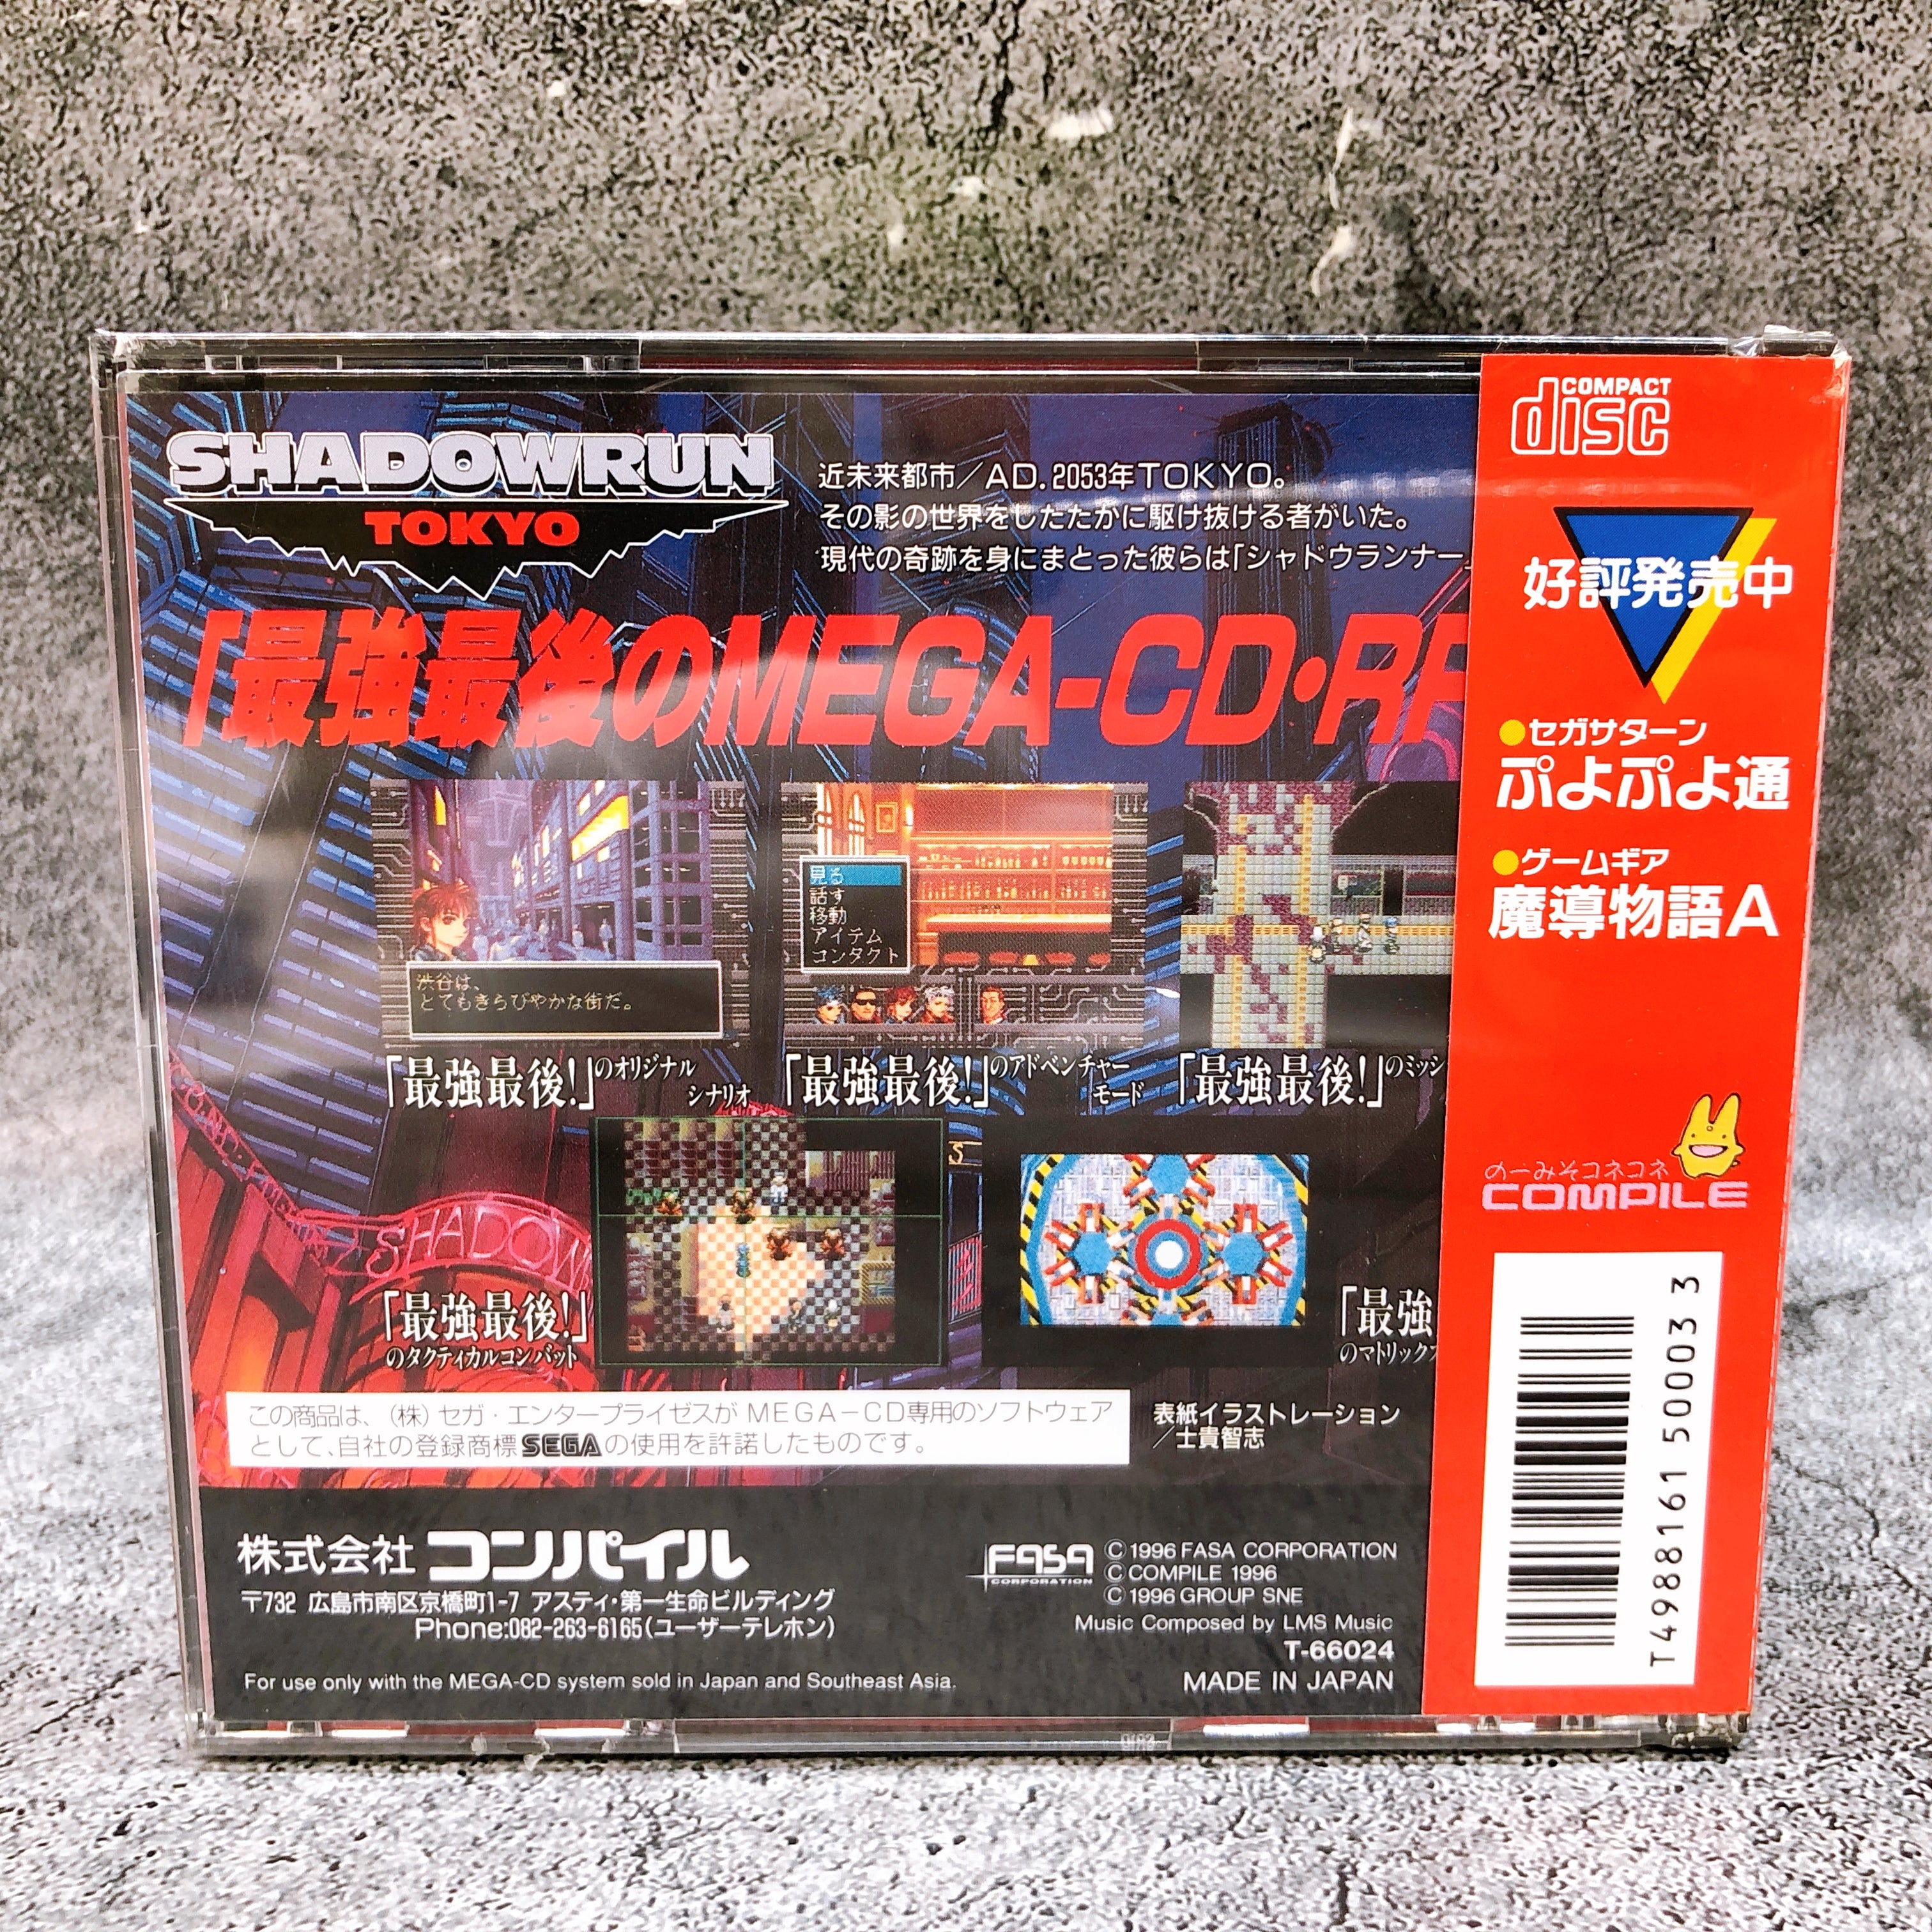 SHADOWRUN
TOKYO
近未来都市／AD.2053年TOKYO。
その影の世界をしたたかに駆け抜ける者がいた。
現代の奇跡を身にまとった彼らは「シャドウランナー」
「最強最後のMEGA-CD・RP
渋谷は、
とてもきらびやかな街だ。
見る
話す
移動
アイテム
コンタクト
「最強最後!」のオリジナル
シナリオ
「最強最後!」のアドベンチャー
モード
「最強最後!」のミッシ
SHADOW
「最強最後!」
のタクティカルコンバット
「最強
のマトリックス
この商品は、（株）セガ・エンタープライゼスが MEGA－CD専用のソフトウェア
として、自社の登録商標 SEGA の使用を許諾したものです。
表紙イラストレーション
／士貴智志
株式会社 コンパイル
〒732 広島市南区京橋町1-7 アスティ・第一生命ビルディング
Phone:082-263-6165(ユーザーテレホン)
For use only with the MEGA-CD system sold in Japan and Southeast Asia.
FASA
CORPORATION
©1996 FASA CORPORATION
©COMPILE 1996
©1996 GROUP SNE
Music Composed by LMS Music
T-66024
MADE IN JAPAN
COMPACT
disc
好評発売中
●セガサターン
ぷよぷよ通
●ゲームギア
魔導物語A
のーみそコネコネ
COMPILE
T4988161 50003 3